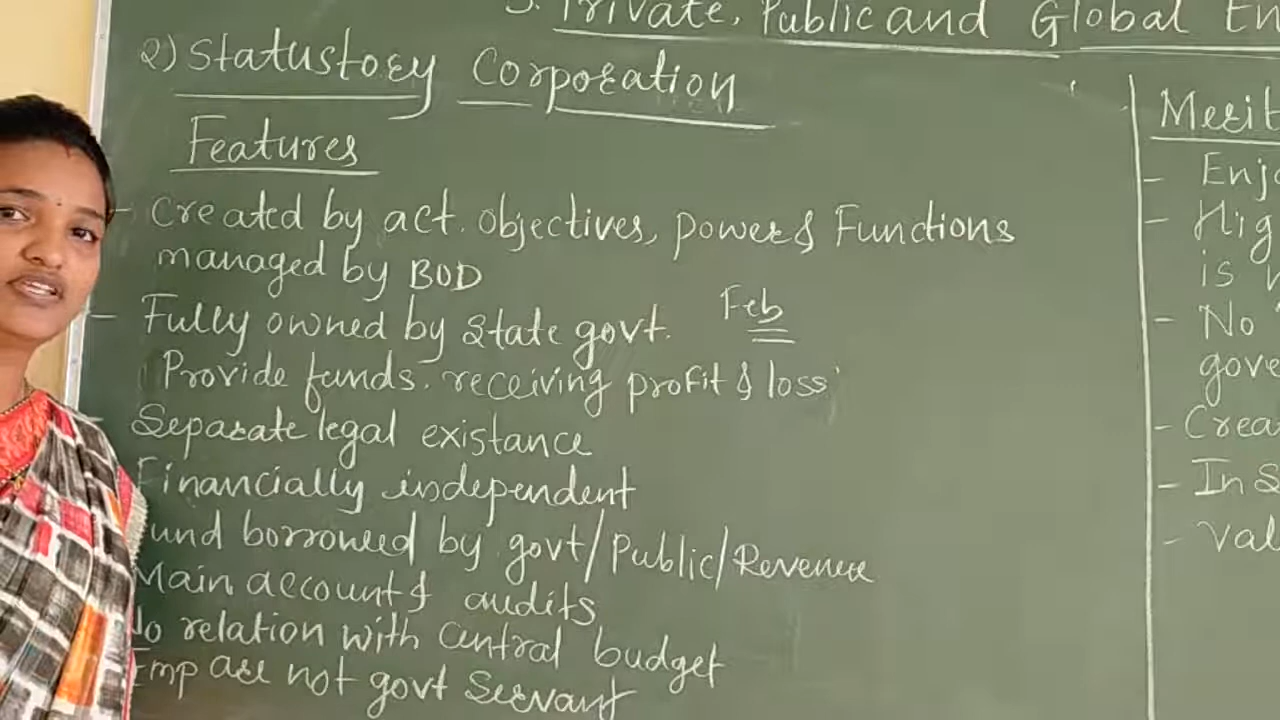 3. Private, Public and Global En
2) Statustory Corporation
Features
- Created by act. objectives, power & Functions
managed by BOD
- Fully owned by State govt. Feb
Provide funds. receiving profit & loss
Separate legal existance
Financially independent
und borrowed by govt/Public/Revenue
Main account & audits
No relation with central budget
Emp are not govt Servant
Merit
- Enjo
- Hig
is
- No
gove
- Crea
- In S
- Val